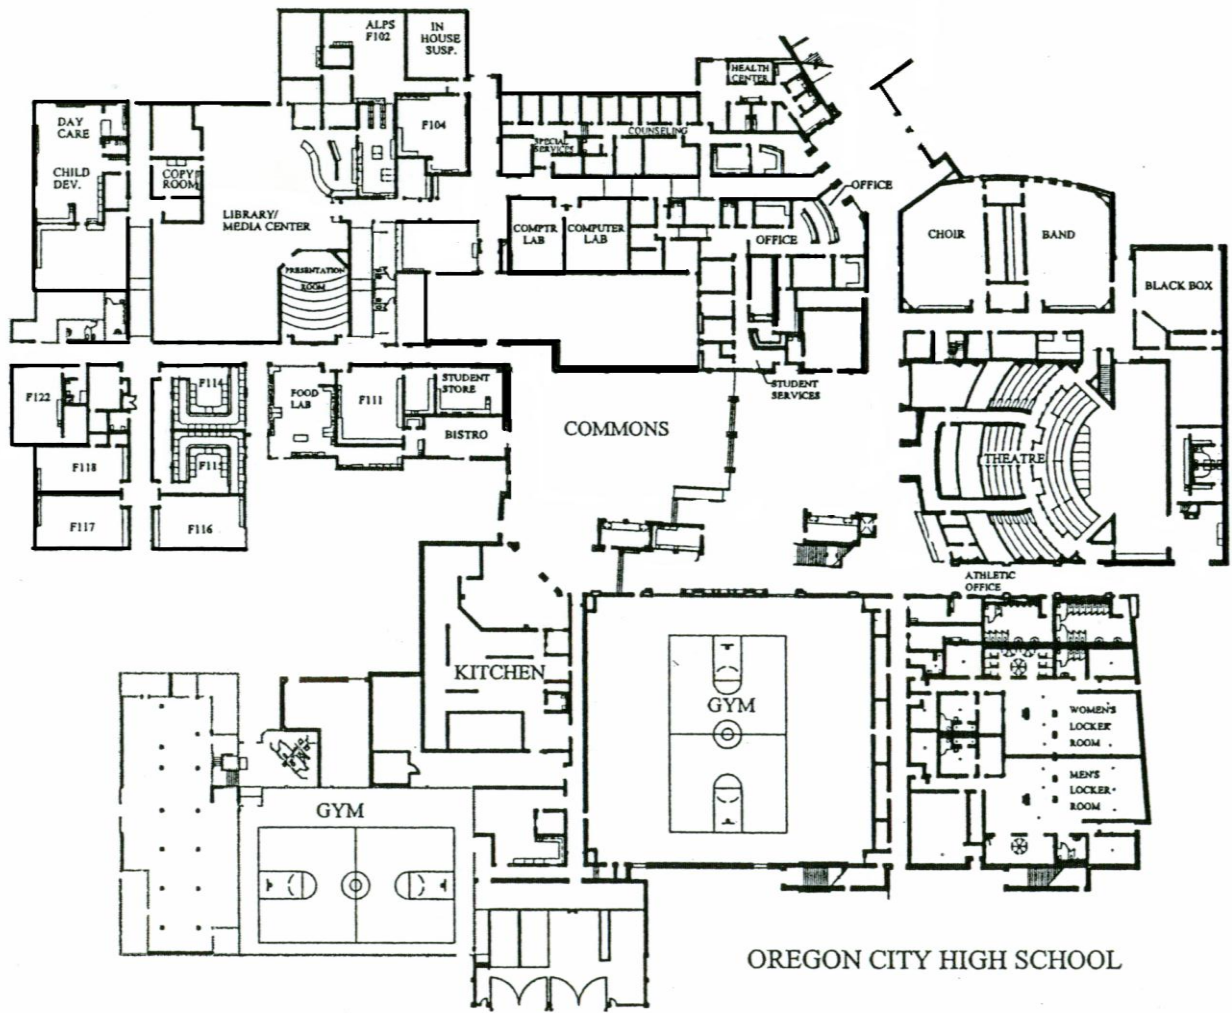 ALPS
F102
IN
HOUSE
SUSP.
HEALTH
CENTER
DAY
CARE
F104
COUNSELING
SPECIAL
SERVICES
CHILD
DEV.
COPY
ROOM
OFFICE
LIBRARY/
MEDIA CENTER
COMPTR
LAB
COMPUTER
LAB
OFFICE
CHOIR
BAND
PRESENTATION
ROOM
BLACK BOX
F122
F114
FOOD
LAB
F111
STUDENT
STORE
STUDENT
SERVICES
BISTRO
COMMONS
THEATRE
F118
F115
F117
F116
ATHLETIC
OFFICE
KITCHEN
GYM
WOMEN'S
LOCKER
ROOM
MEN'S
LOCKER
ROOM
GYM
OREGON CITY HIGH SCHOOL